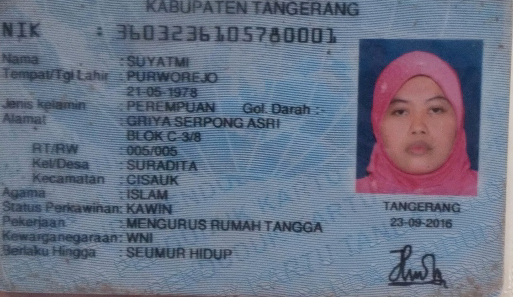 KABUPATEN TANGERANG
NIK : 3603236105780001
Nama : SUYATMI
Tempat/Tgl Lahir : PURWOREJO
21-05-1978
Jenis kelamin : PEREMPUAN Gol. Darah :-
Alamat : GRIYA SERPONG ASRI
BLOK C-3/8
RT/RW : 005/005
Kel/Desa : SURADITA
Kecamatan : CISAUK
Agama : ISLAM
Status Perkawinan: KAWIN
Pekerjaan : MENGURUS RUMAH TANGGA
Kewarganegaraan: WNI
Berlaku Hingga : SEUMUR HIDUP
TANGERANG
23-09-2016